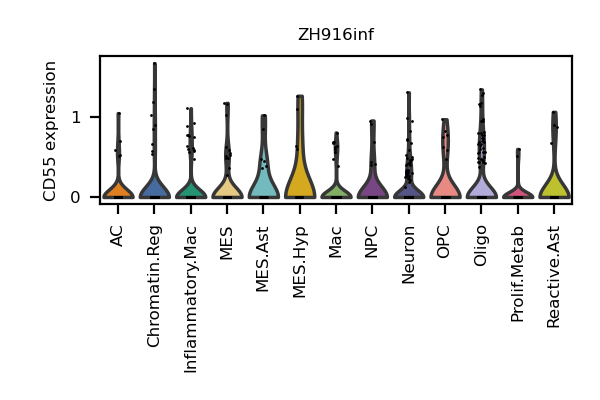 ZH916inf
CD55 expression
1
0
AC
Chromatin.Reg
Inflammatory.Mac
MES
MES.Ast
MES.Hyp
Mac
NPC
Neuron
OPC
Oligo
Prolif.Metab
Reactive.Ast